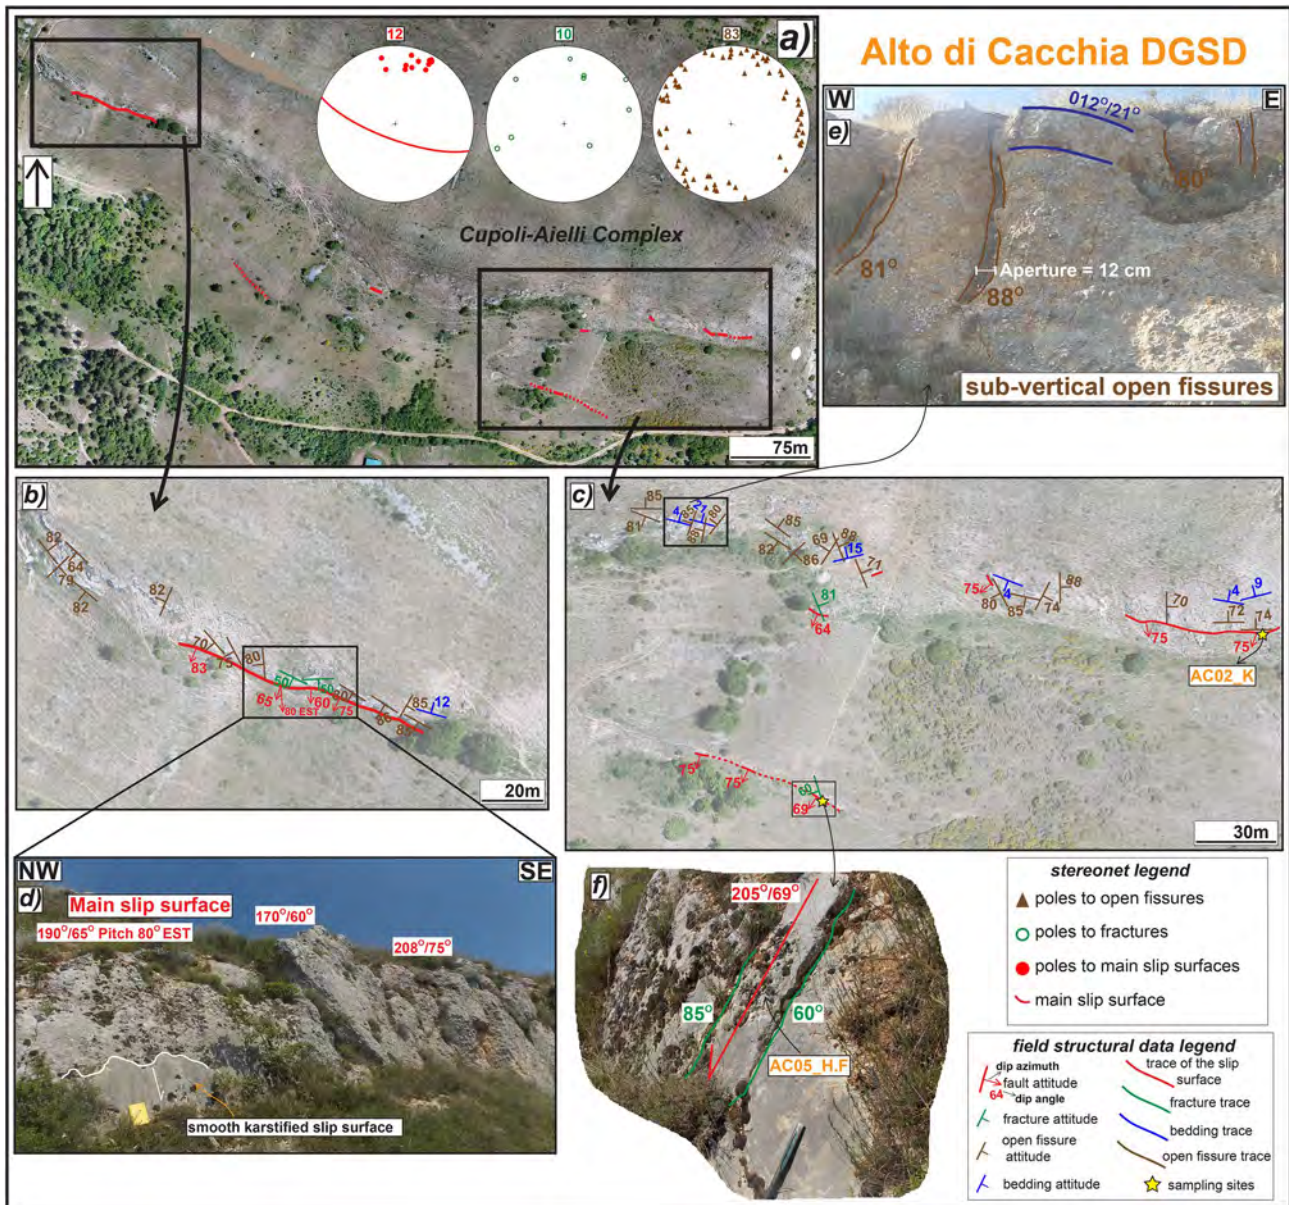 Alto di Cacchia DGSD
a)
12
10
83
Cupoli-Aielli Complex
75m
W
E
e)
012°/21°
80°
81°
Aperture = 12 cm
88°
sub-vertical open fissures
b)
82
64
79
82
82
70
75
80
83
50
65
80 EST
60
75
85
12
20m
c)
85
81
4
85
21
80
88
85
82
69
88
86
15
71
81
64
75
4
80
85
74
88
70
75
4
9
72
74
75
AC02_K
75
75
60
69
30m
NW
SE
d)
Main slip surface
170°/60°
190°/65° Pitch 80° EST
208°/75°
smooth karstified slip surface
f)
205°/69°
85°
60°
AC05_H.F
stereonet legend
poles to open fissures
poles to fractures
poles to main slip surfaces
main slip surface
field structural data legend
dip azimuth
fault attitude
64
dip angle
fracture attitude
open fissure
attitude
bedding attitude
trace of the slip
surface
fracture trace
bedding trace
open fissure trace
sampling sites